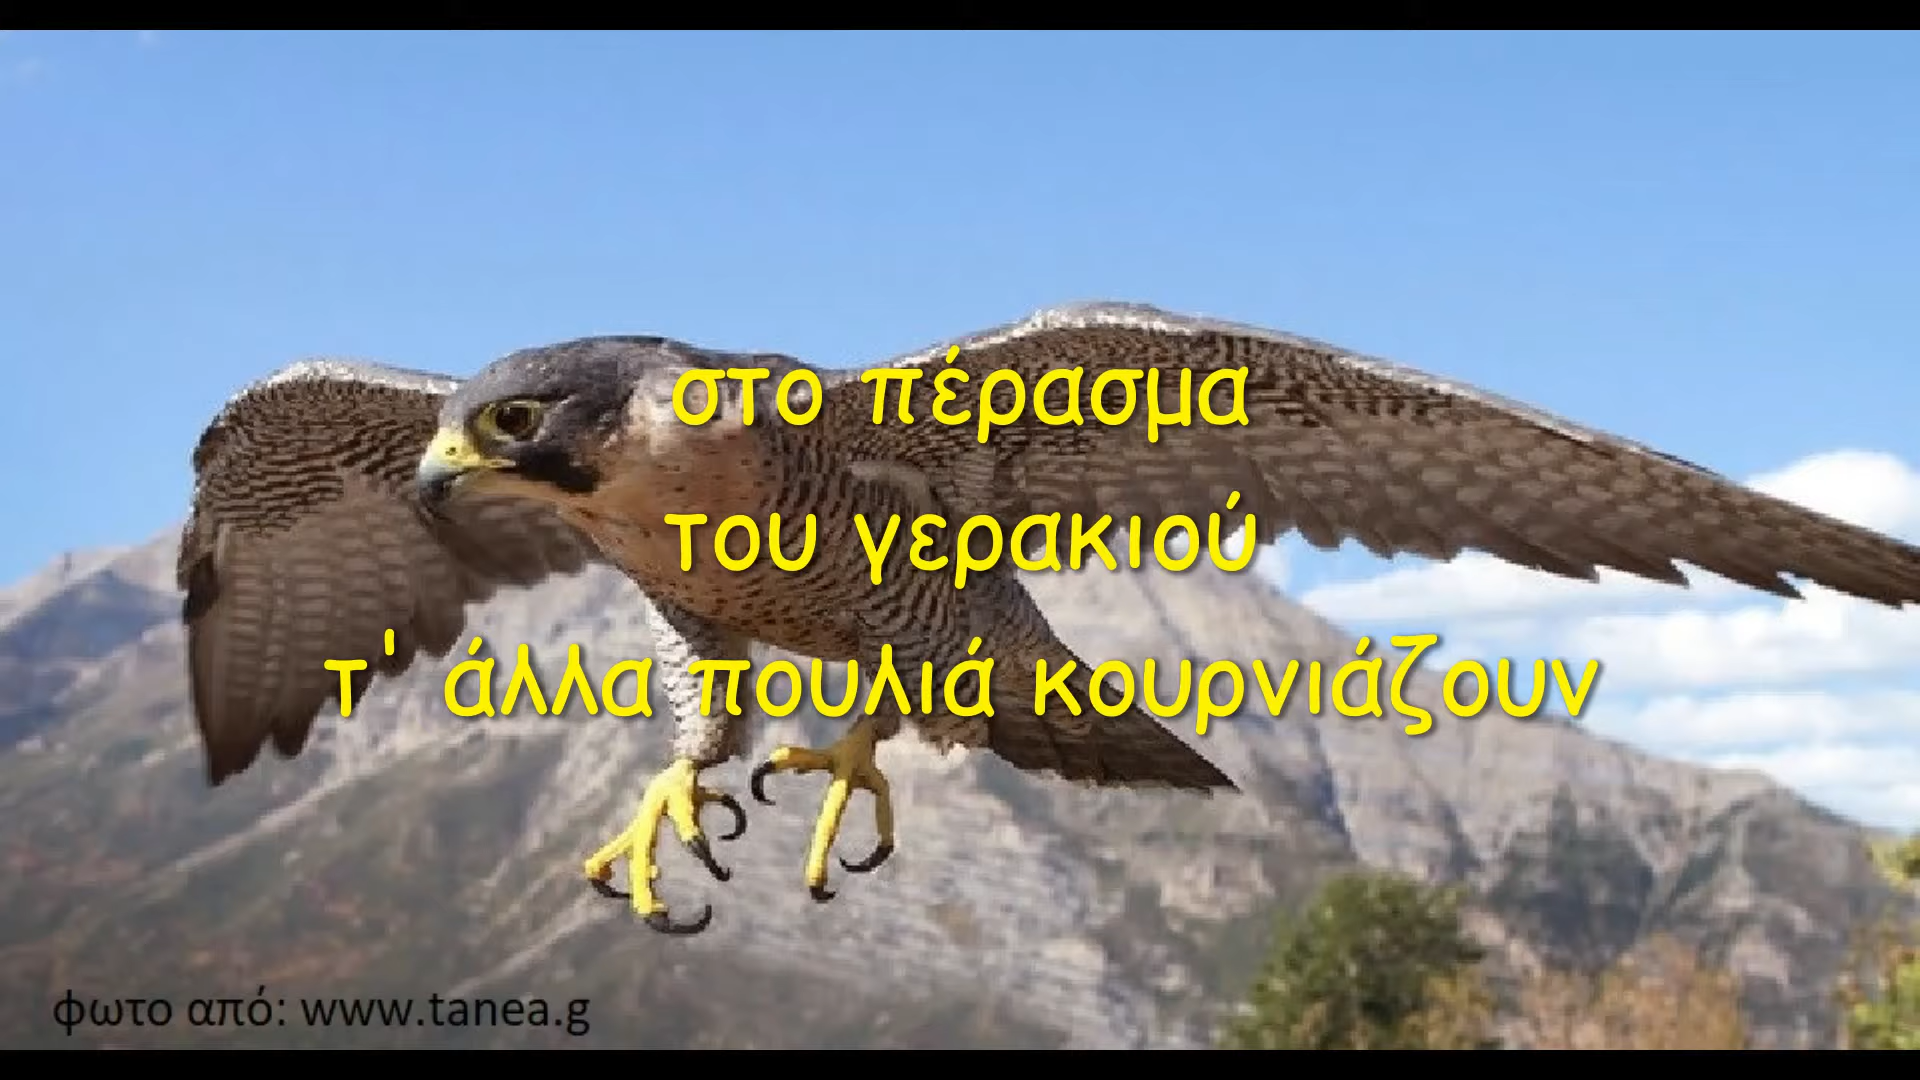 στο πέρασμα
του γερακιού
τ' άλλα πουλιά κουρνιάζουν
φωτο από: www.tanea.g